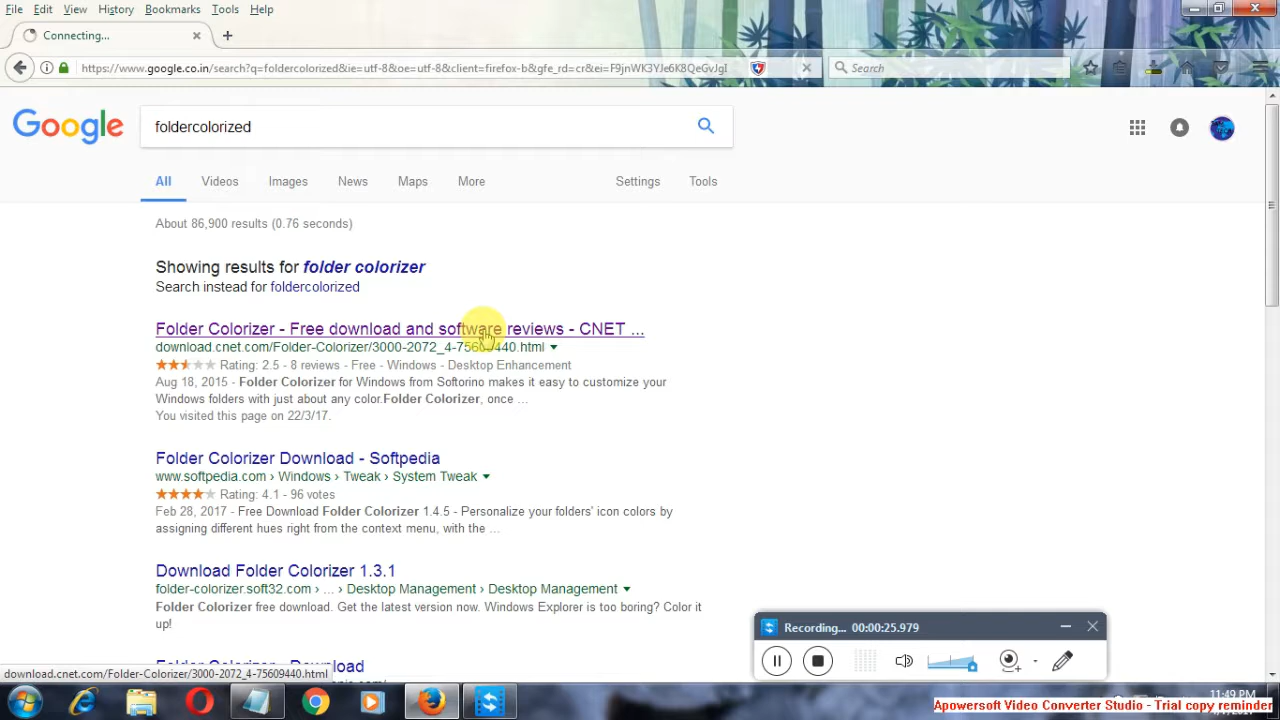 File Edit View History Bookmarks Tools Help
Connecting...
https://www.google.co.in/search?q=foldercolorized&ie=utf-8&oe=utf-8&client=firefox-b&gfe_rd=cr&ei=F9jnWK3YJe6K8QeGvJgI
Search
Google
foldercolorized
All Videos Images News Maps More Settings Tools
About 86,900 results (0.76 seconds)
Showing results for folder colorizer
Search instead for foldercolorized
Folder Colorizer - Free download and software reviews - CNET ...
download.cnet.com/Folder-Colorizer/3000-2072_4-75609440.html
Rating: 2.5 - 8 reviews - Free - Windows - Desktop Enhancement
Aug 18, 2015 - Folder Colorizer for Windows from Softorino makes it easy to customize your
Windows folders with just about any color.Folder Colorizer, once ...
You visited this page on 22/3/17.
Folder Colorizer Download - Softpedia
www.softpedia.com › Windows › Tweak › System Tweak
Rating: 4.1 - 96 votes
Feb 28, 2017 - Free Download Folder Colorizer 1.4.5 - Personalize your folders' icon colors by
assigning different hues right from the context menu, with the ...
Download Folder Colorizer 1.3.1
folder-colorizer.soft32.com › ... › Desktop Management › Desktop Management
Folder Colorizer free download. Get the latest version now. Windows Explorer is too boring? Color it
up!
Recording... 00:00:25.979
Folder Colorizer - Download
download.cnet.com/Folder-Colorizer/3000-2072_4-75609440.html
11:49 PM
Apowersoft Video Converter Studio - Trial copy reminder